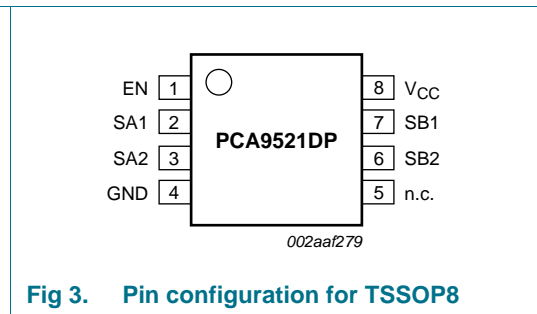 EN 1 8 VCC
SA1 2 7 SB1
PCA9521DP
SA2 3 6 SB2
GND 4 5 n.c.
002aaf279
Fig 3. Pin configuration for TSSOP8